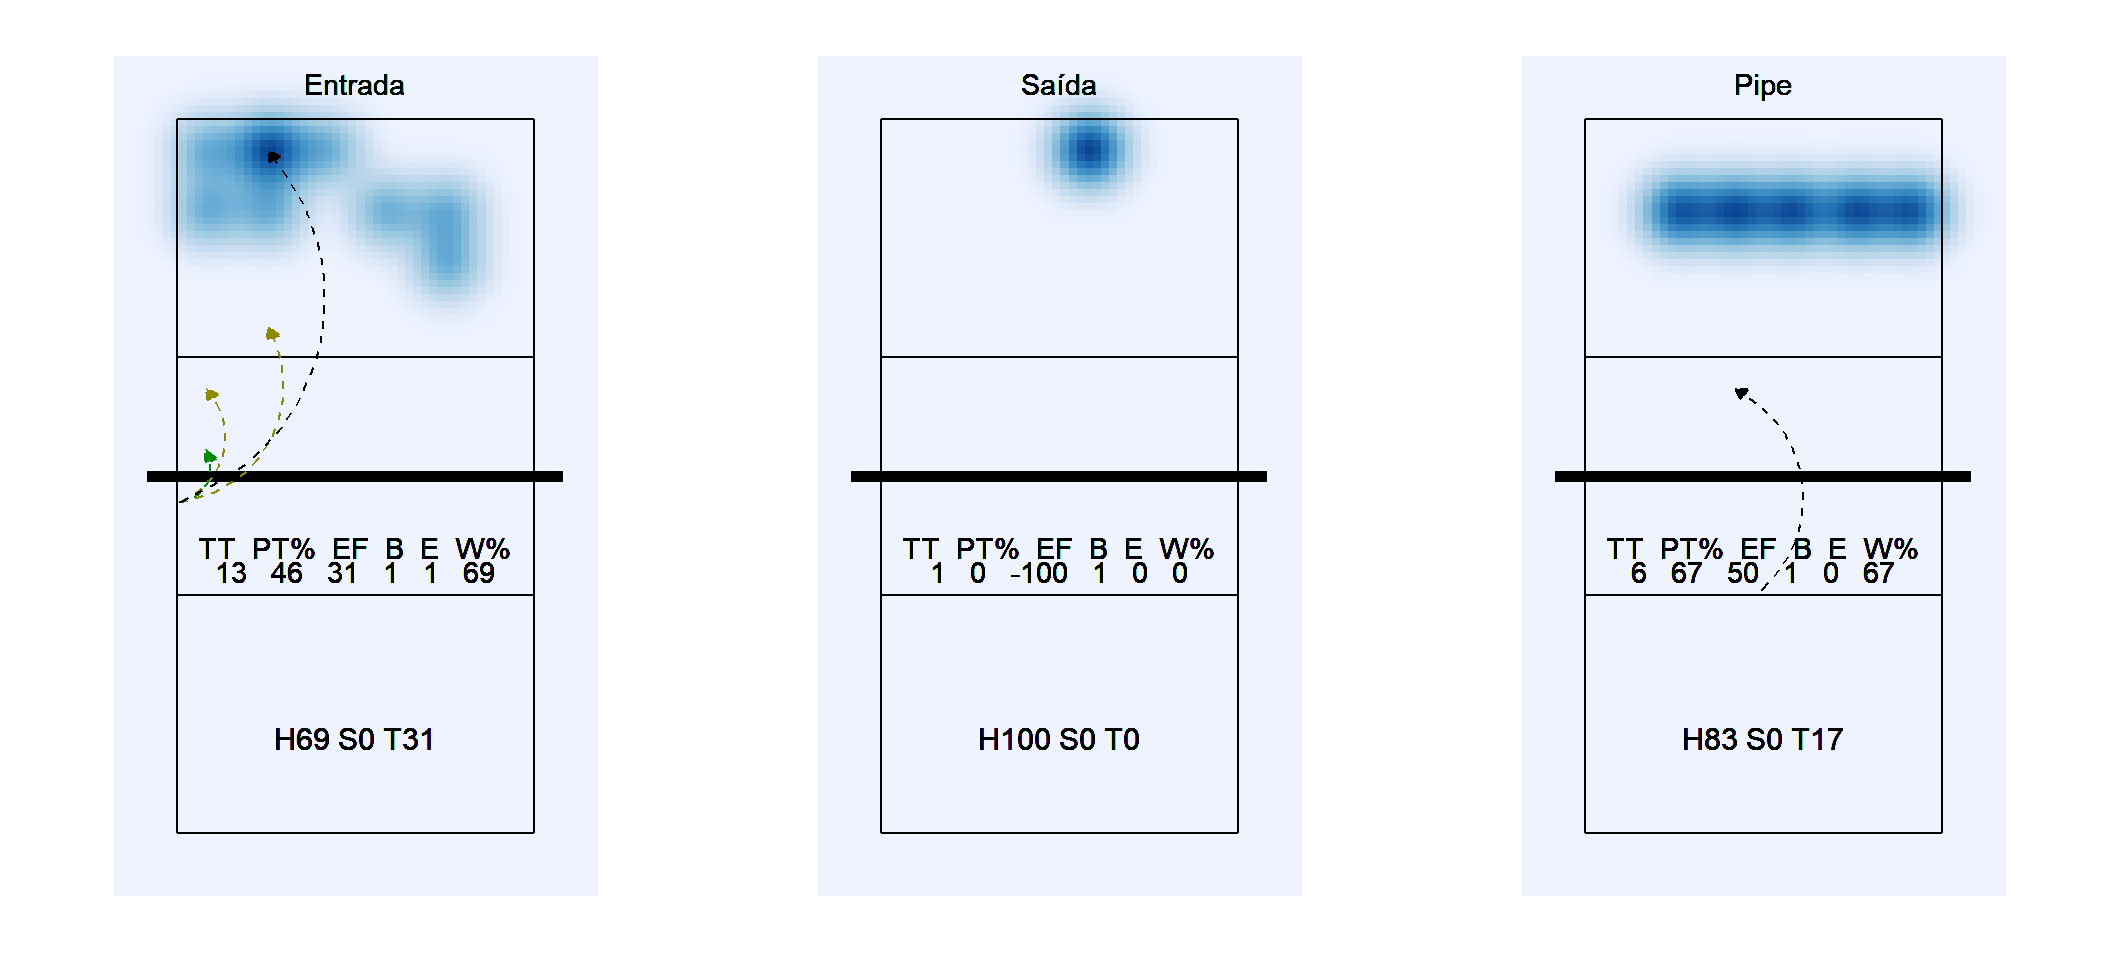 Entrada
TT PT% EF B E W%
13 46 31 1 1 69
H69 S0 T31
Saída
TT PT% EF B E W%
1 0 -100 1 0 0
H100 S0 T0
Pipe
TT PT% EF B E W%
6 67 50 1 0 67
H83 S0 T17